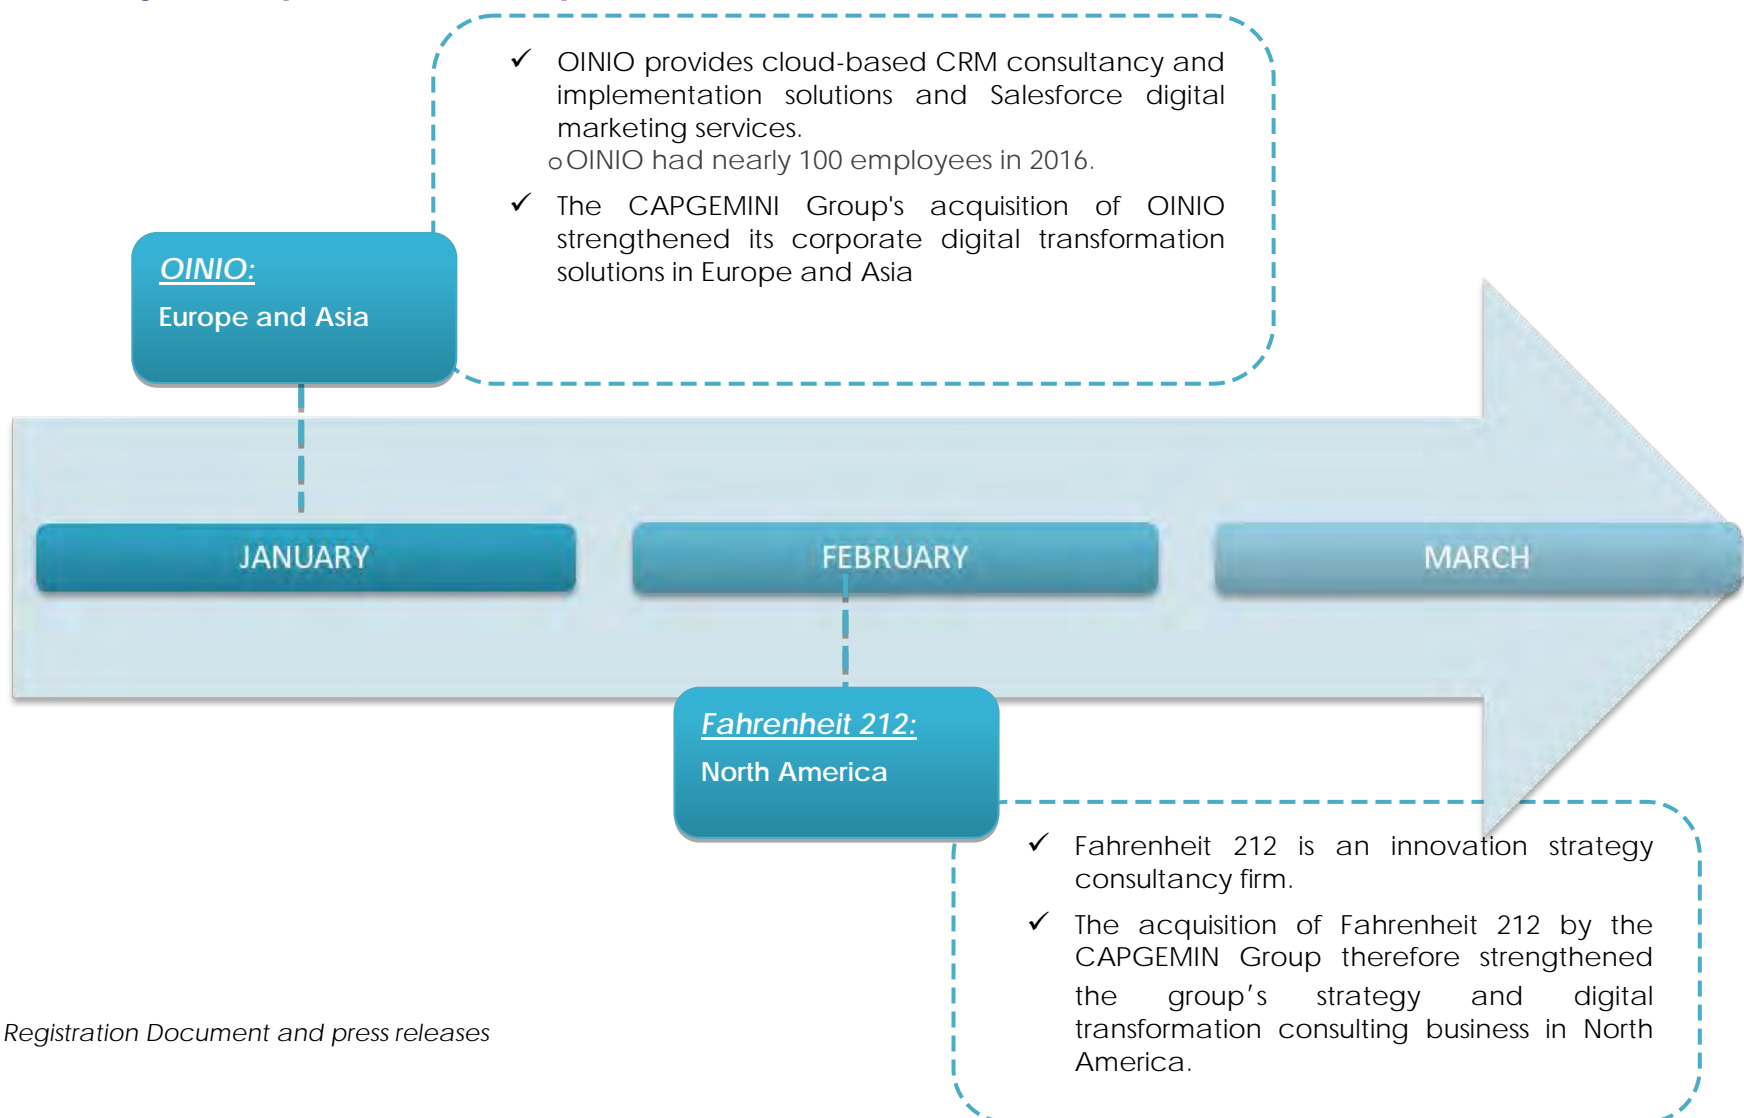 ✓ OINIO provides cloud-based CRM consultancy and
implementation solutions and Salesforce digital
marketing services.
o OINIO had nearly 100 employees in 2016.
✓ The CAPGEMINI Group's acquisition of OINIO
strengthened its corporate digital transformation
solutions in Europe and Asia
OINIO:
Europe and Asia
JANUARY
FEBRUARY
MARCH
Fahrenheit 212:
North America
✓ Fahrenheit 212 is an innovation strategy
consultancy firm.
✓ The acquisition of Fahrenheit 212 by the
CAPGEMIN Group therefore strengthened
the group’s strategy and digital
transformation consulting business in North
America.
Registration Document and press releases